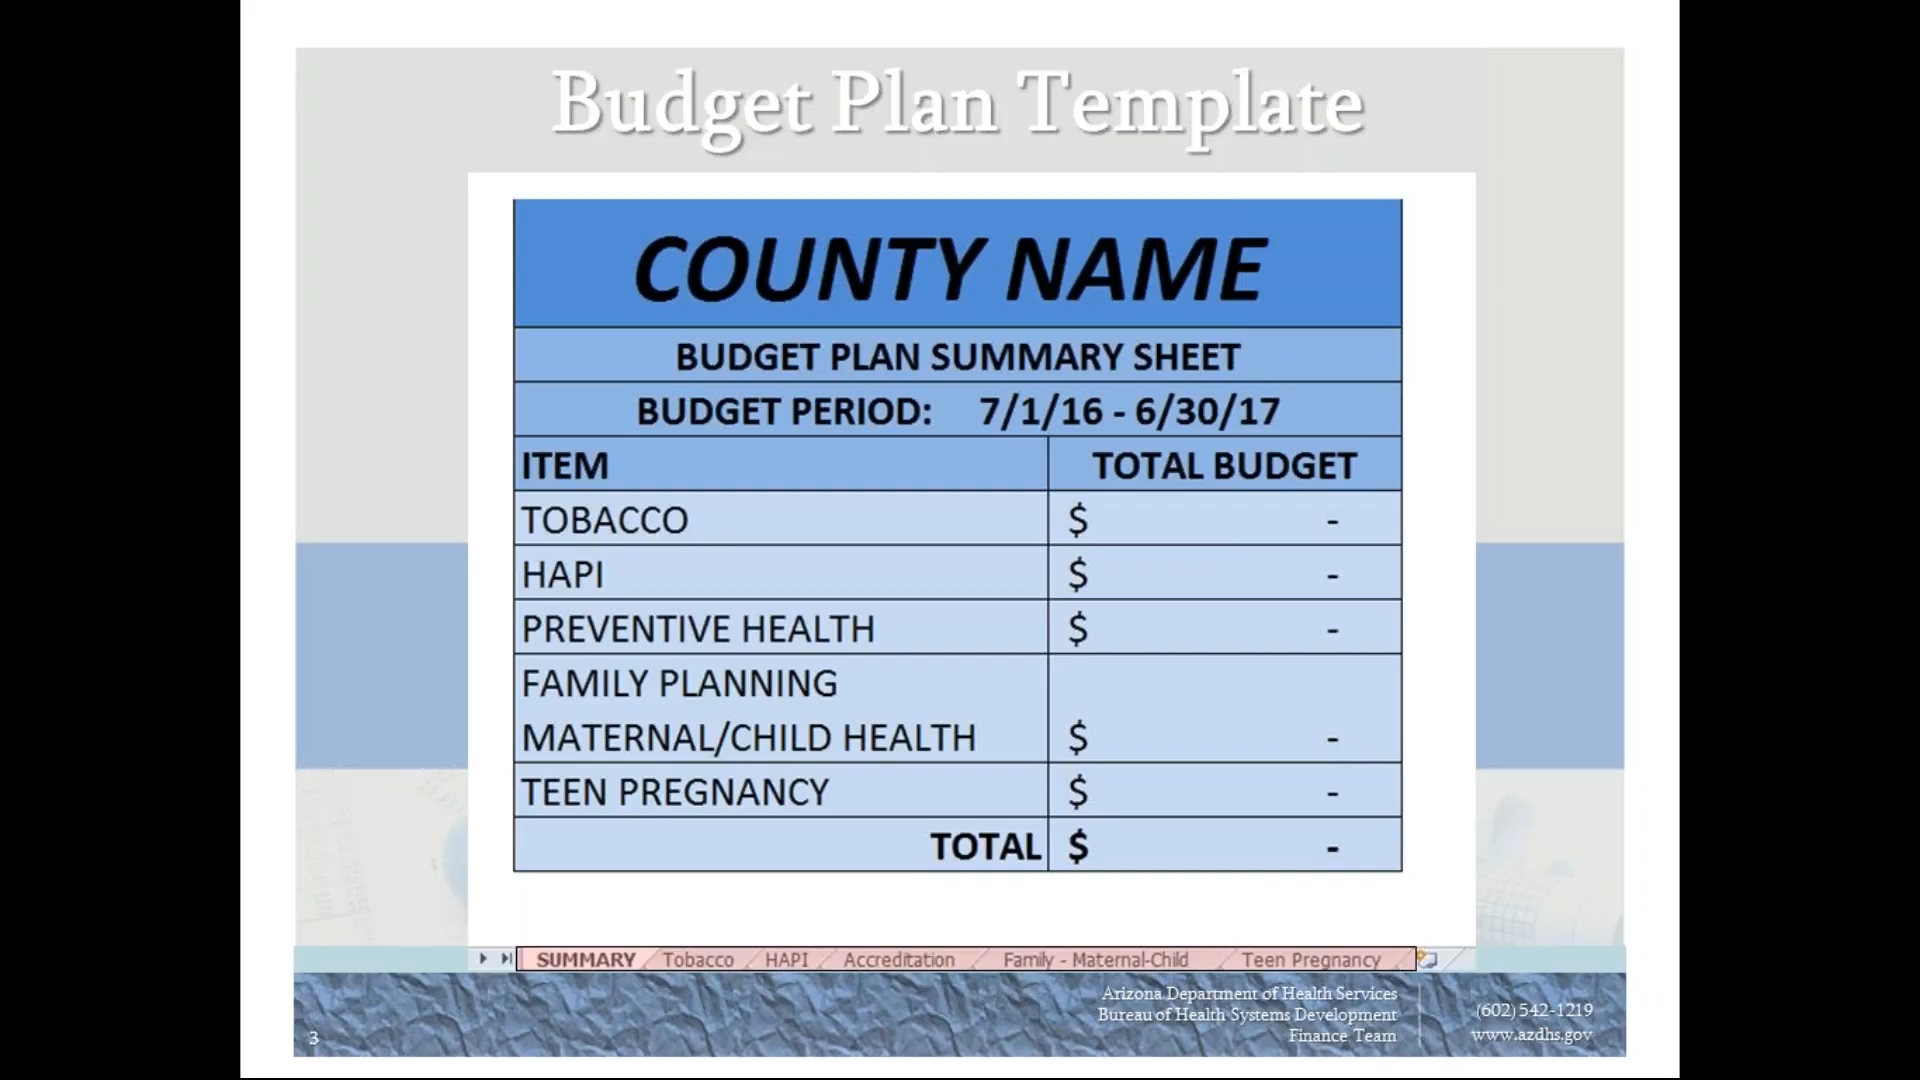 Budget Plan Template
COUNTY NAME
BUDGET PLAN SUMMARY SHEET
BUDGET PERIOD: 7/1/16 - 6/30/17
ITEM TOTAL BUDGET
TOBACCO $ -
HAPI $ -
PREVENTIVE HEALTH $ -
FAMILY PLANNING
MATERNAL/CHILD HEALTH $ -
TEEN PREGNANCY $ -
TOTAL $ -
SUMMARY Tobacco HAPI Accreditation Family - Maternal-Child Teen Pregnancy
Arizona Department of Health Services
Bureau of Health Systems Development
Finance Team
(602) 542-1219
www.azdhs.gov
3